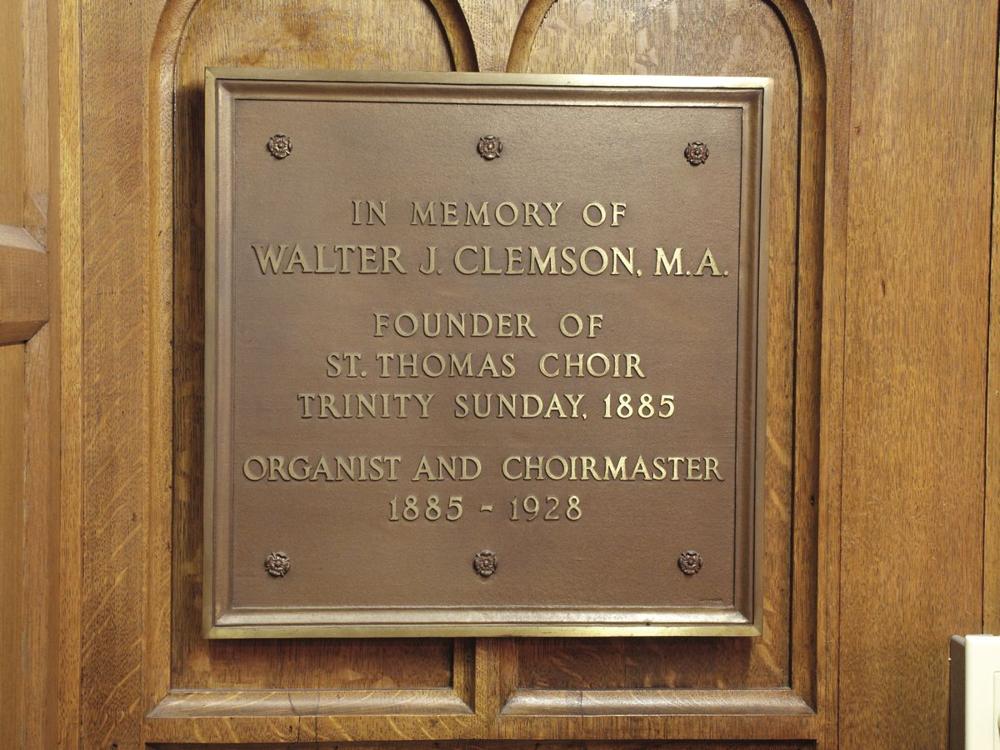 IN MEMORY OF
WALTER J. CLEMSON, M.A.
FOUNDER OF
ST. THOMAS CHOIR
TRINITY SUNDAY, 1885
ORGANIST AND CHOIRMASTER
1885 - 1928